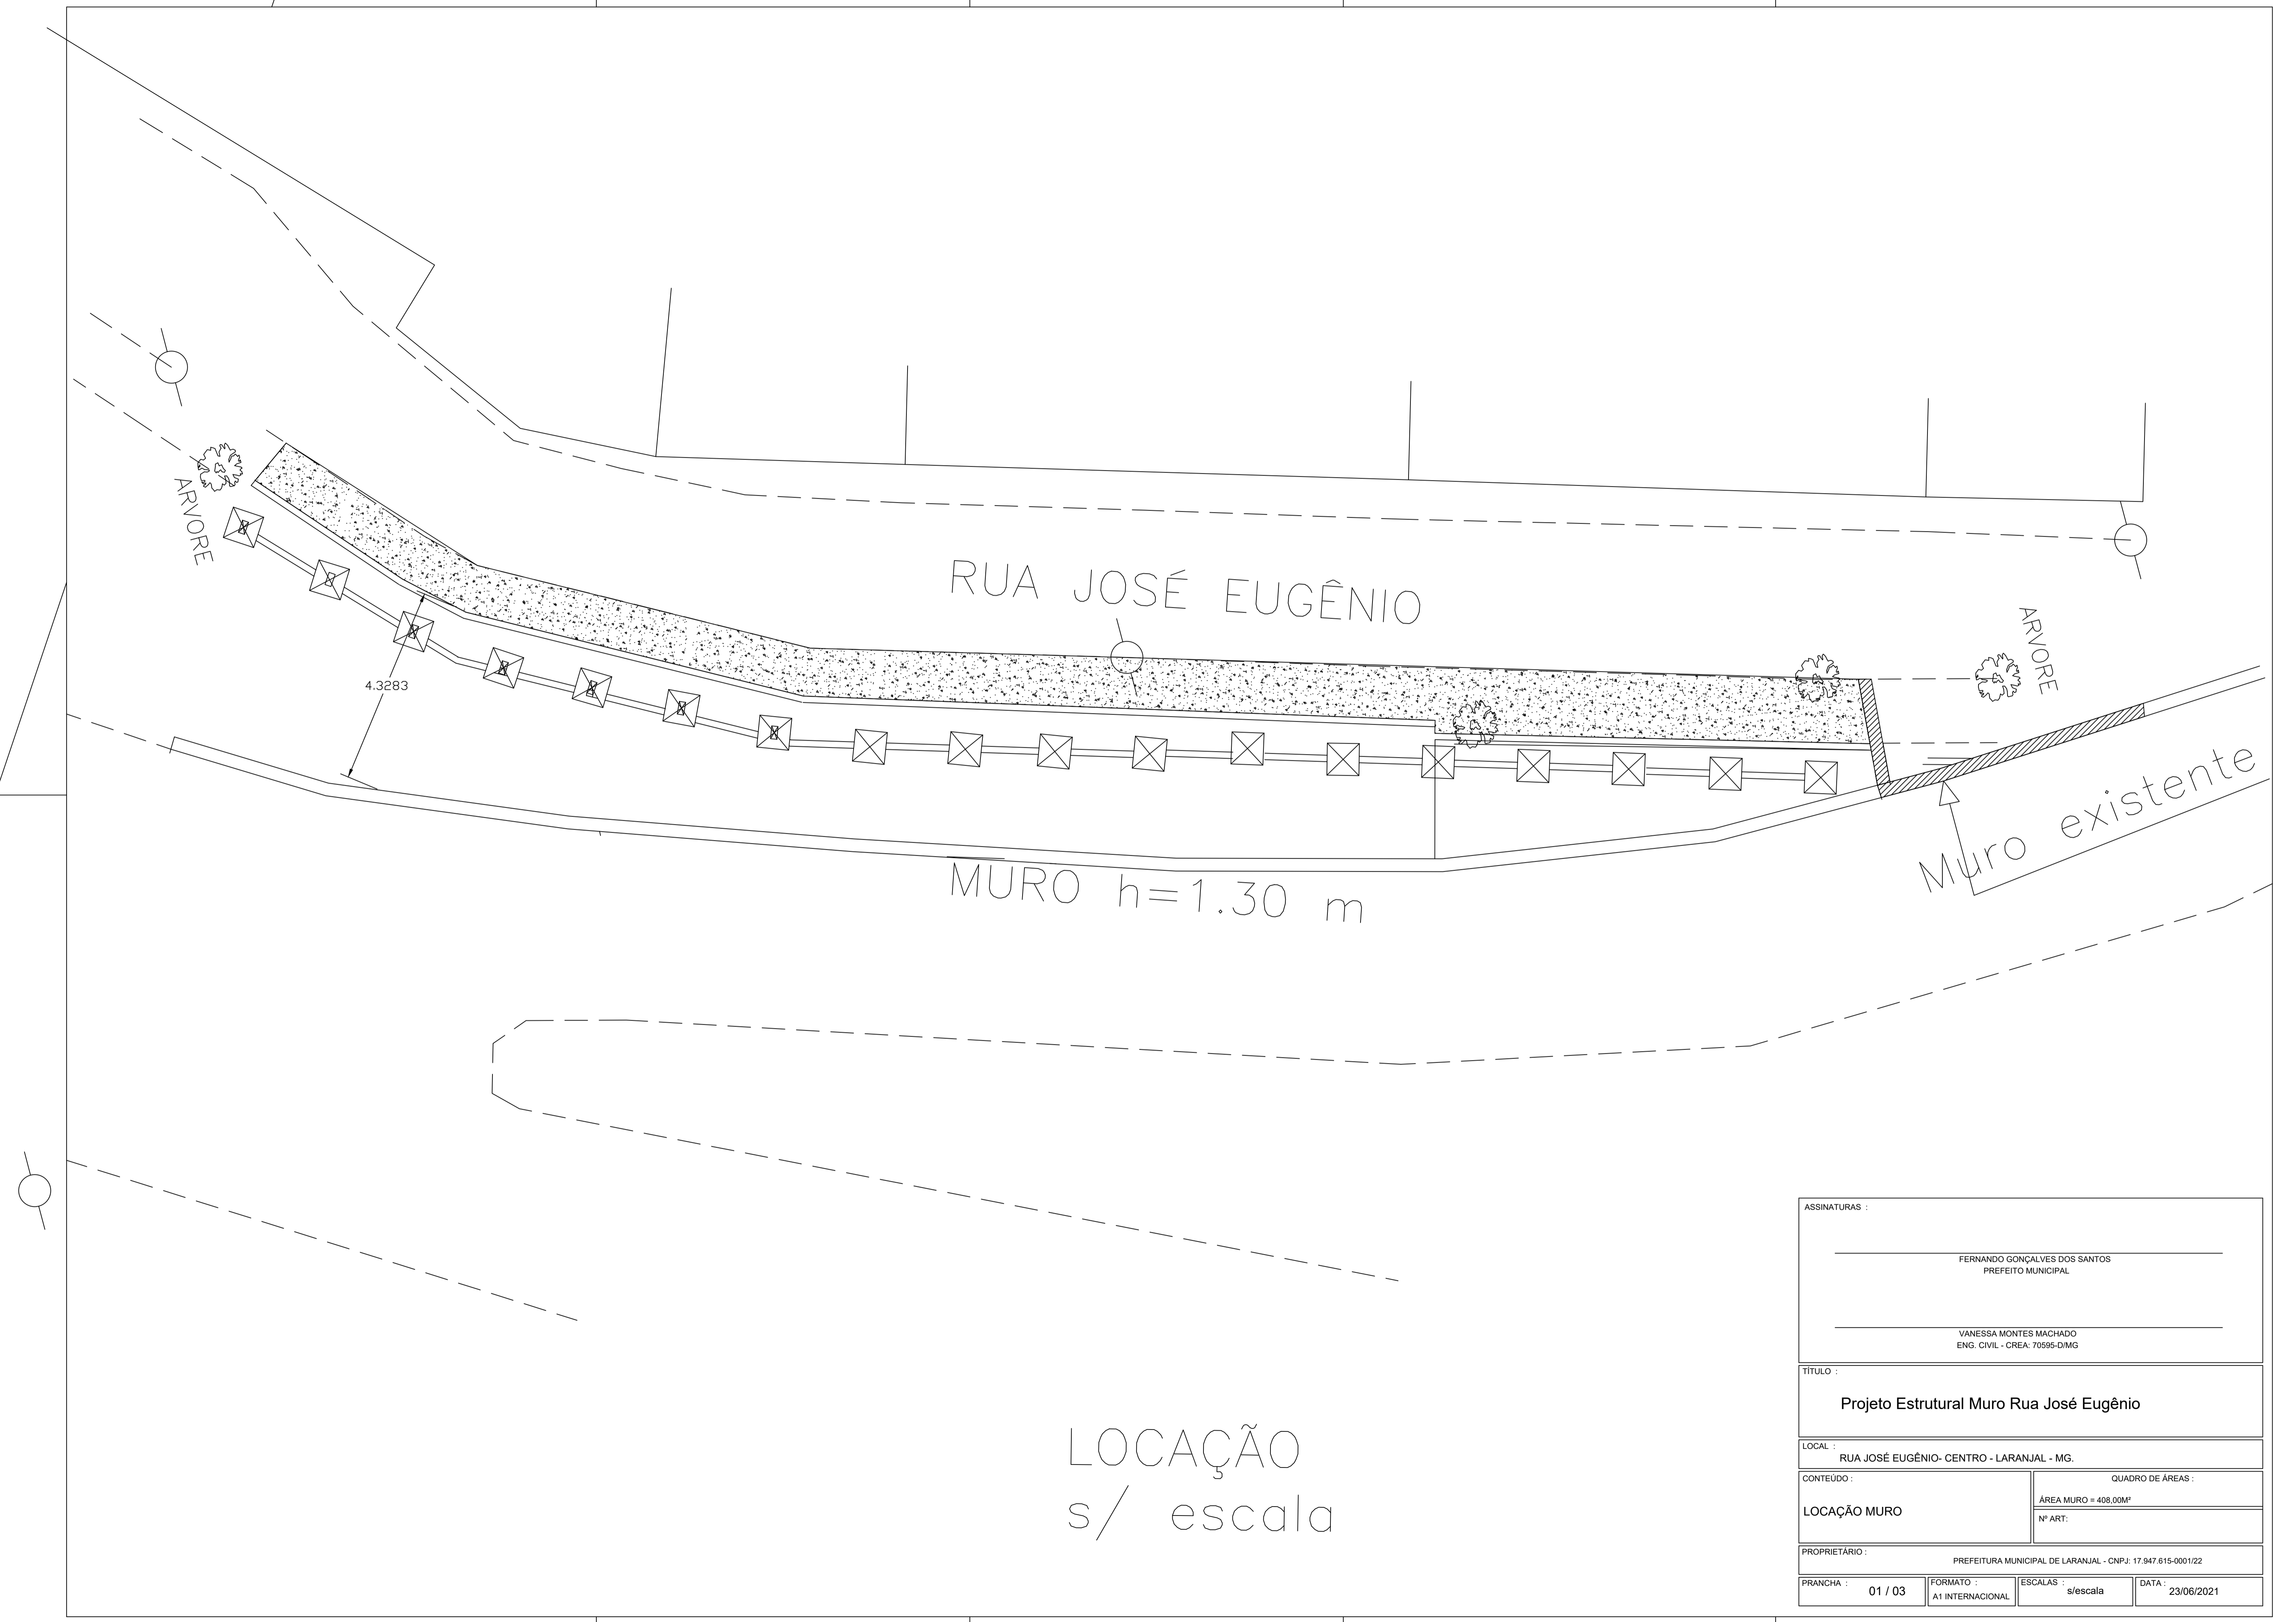 ARVORE
4.3283
RUA JOSÉ EUGÊNIO
ARVORE
Muro existente
MURO h=1.30 m
LOCAÇÃO
s/ escala
ASSINATURAS :
FERNANDO GONÇALVES DOS SANTOS
PREFEITO MUNICIPAL
VANESSA MONTES MACHADO
ENG. CIVIL - CREA: 70595-D/MG
TÍTULO :
Projeto Estrutural Muro Rua José Eugênio
LOCAL :
RUA JOSÉ EUGÊNIO- CENTRO - LARANJAL - MG.
CONTEÚDO :
LOCAÇÃO MURO
QUADRO DE ÁREAS :
ÁREA MURO = 408,00M²
Nº ART:
PROPRIETÁRIO :
PREFEITURA MUNICIPAL DE LARANJAL - CNPJ: 17.947.615-0001/22
PRANCHA :
01 / 03
FORMATO :
A1 INTERNACIONAL
ESCALAS :
s/escala
DATA :
23/06/2021